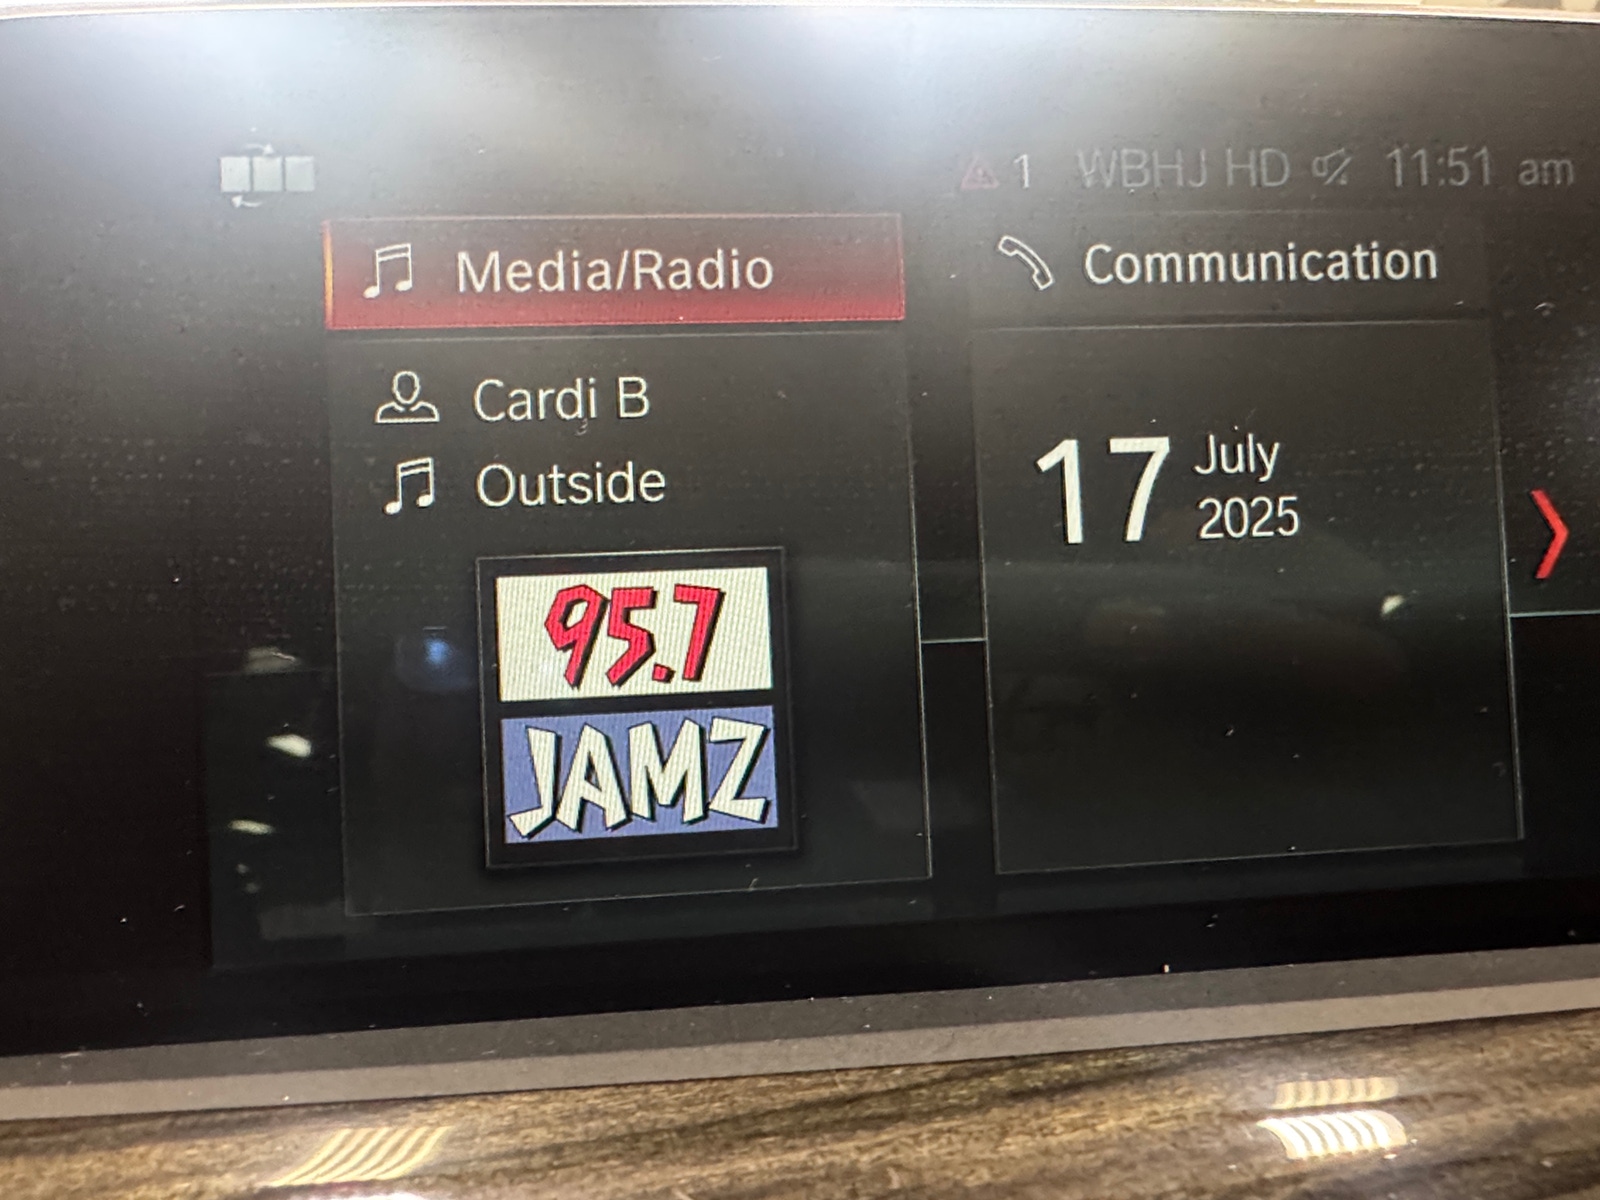 1 WBHJ HD 11:51 am
Media/Radio
Communication
Cardi B
Outside
17 July
2025
95.7
JAMZ